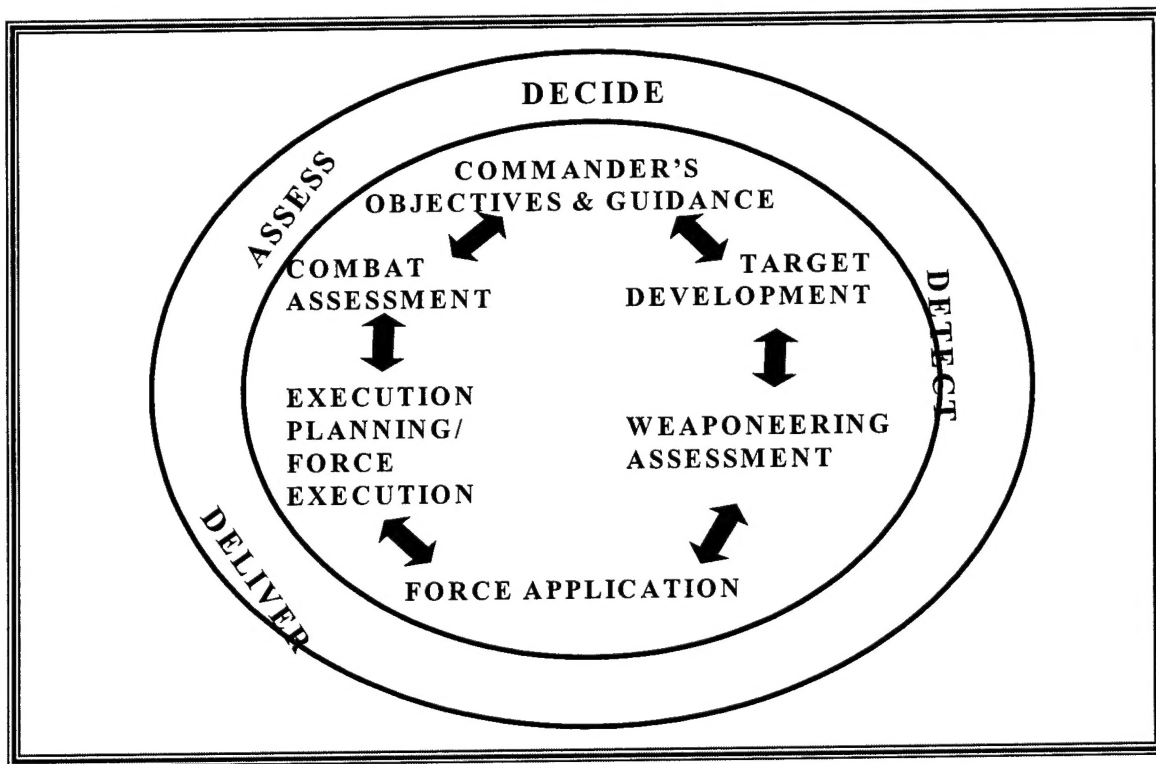 DECIDE
ASSESS
COMMANDER'S
OBJECTIVES & GUIDANCE
COMBAT
ASSESSMENT
TARGET
DEVELOPMENT
DETECT
EXECUTION
PLANNING/
FORCE
EXECUTION
WEAPONEERING
ASSESSMENT
DELIVER
FORCE APPLICATION